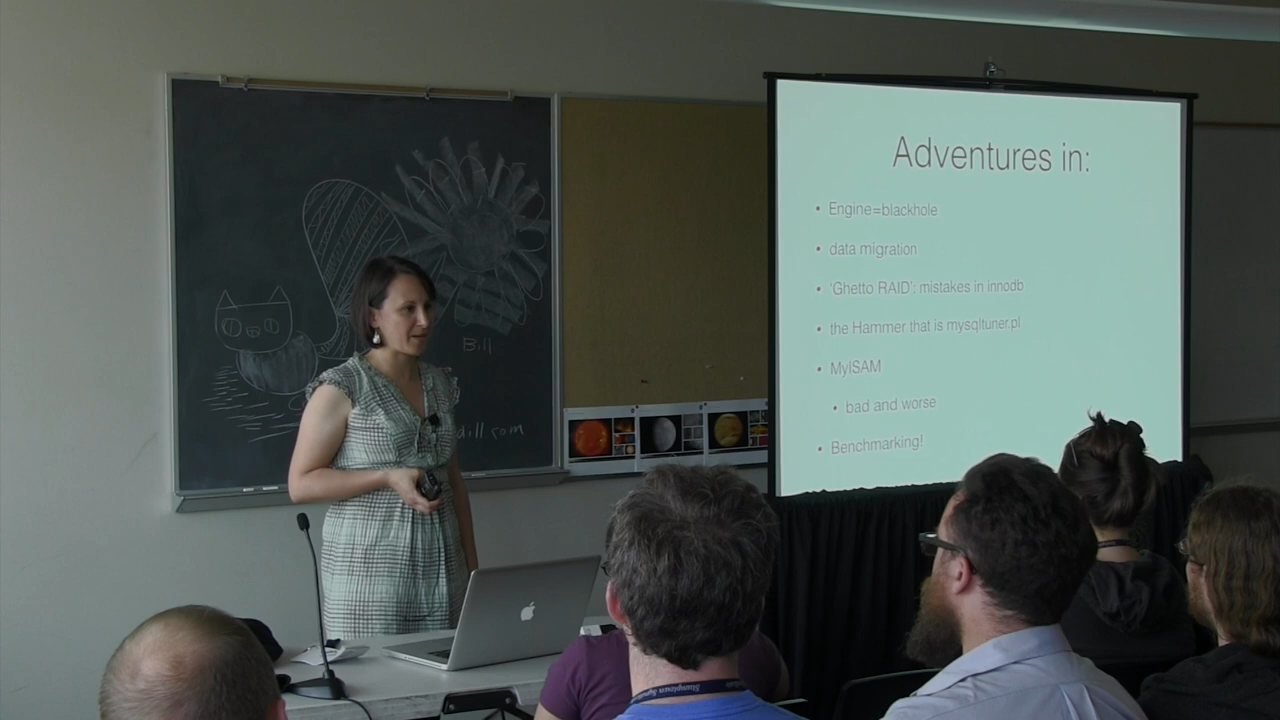 Adventures in:
• Engine=blackhole
• data migration
• 'Ghetto RAID': mistakes in innodb
• the Hammer that is mysqltuner.pl
• MyISAM
• bad and worse
• Benchmarking!
Bill